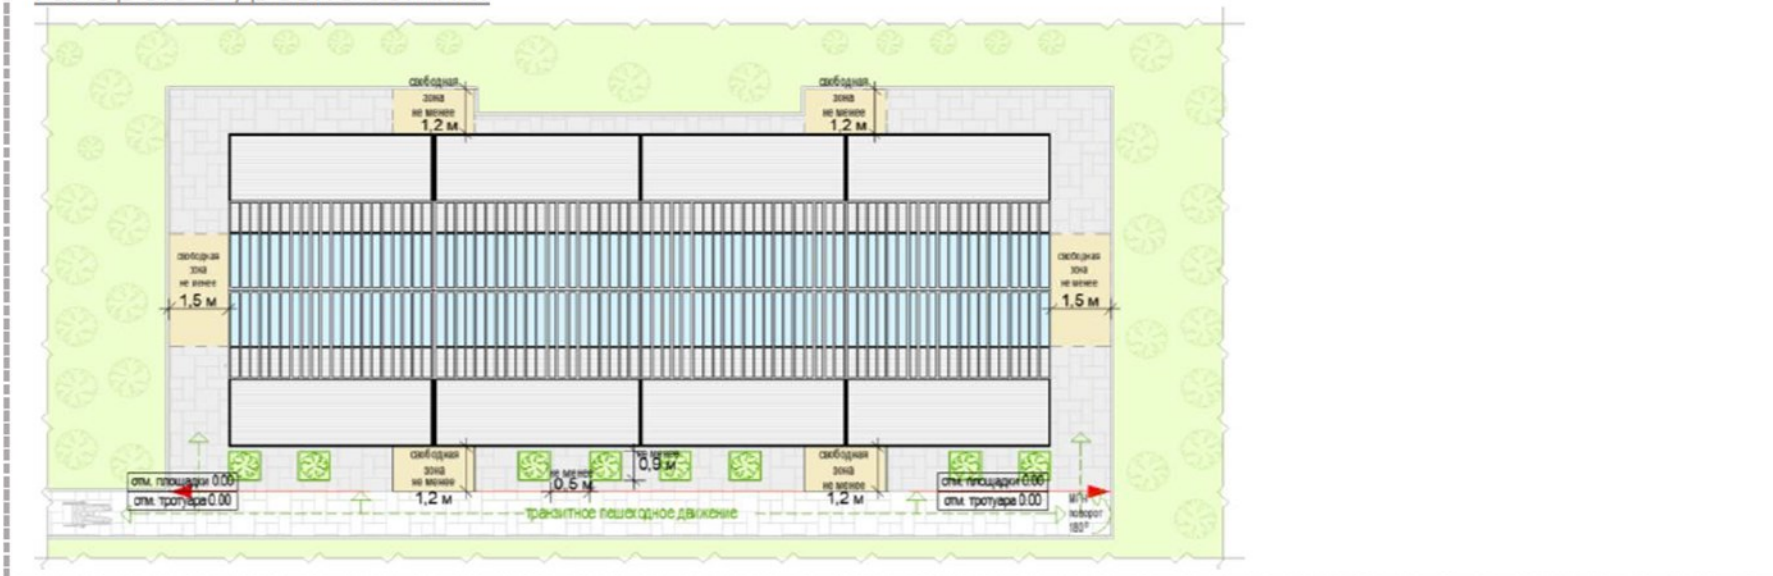 свободная
зона
не менее
1,2 м
свободная
зона
не менее
1,2 м
свободная
зона
не менее
1,5 м
свободная
зона
не менее
1,5 м
свободная
зона
не менее
1,2 м
не менее
0,5 м
не менее
0,9 м
свободная
зона
не менее
1,2 м
отм. площадки 0.00
отм. тротуара 0.00
отм. площадки 0.00
отм. тротуара 0.00
транзитное пешеходное движение
МГН
поворот
180°